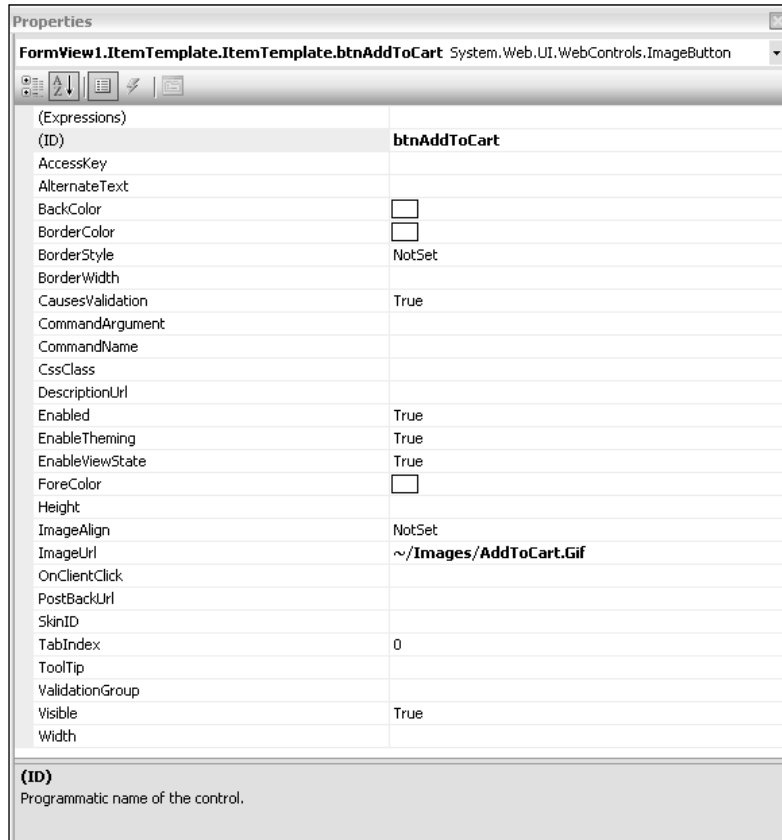 Properties
FormView1.ItemTemplate.ItemTemplate.btnAddToCart System.Web.UI.WebControls.ImageButton
(Expressions)
(ID) btnAddToCart
AccessKey
AlternateText
BackColor
BorderColor
BorderStyle NotSet
BorderWidth
CausesValidation True
CommandArgument
CommandName
CssClass
DescriptionUrl
Enabled True
EnableTheming True
EnableViewState True
ForeColor
Height
ImageAlign NotSet
ImageUrl ~/Images/AddToCart.Gif
OnClientClick
PostBackUrl
SkinID
TabIndex 0
ToolTip
ValidationGroup
Visible True
Width
(ID)
Programmatic name of the control.